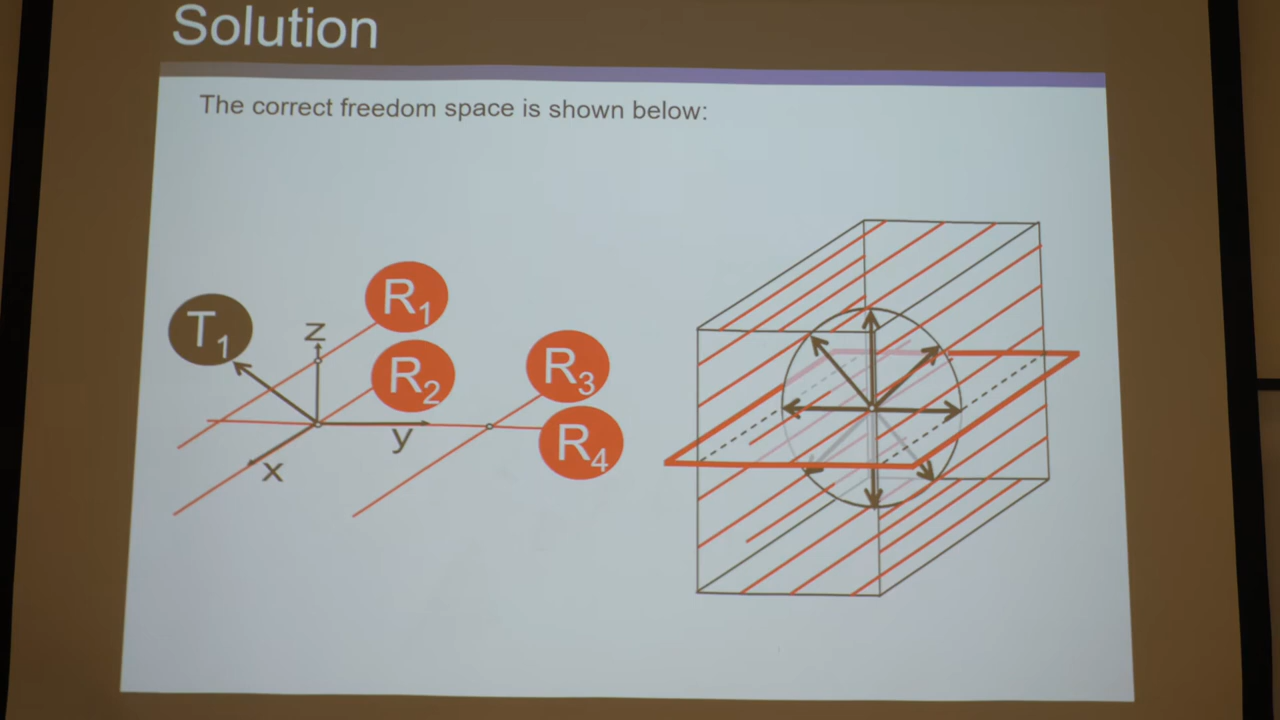 Solution
The correct freedom space is shown below:
T1
z
R1
R2
R3
R4
y
x